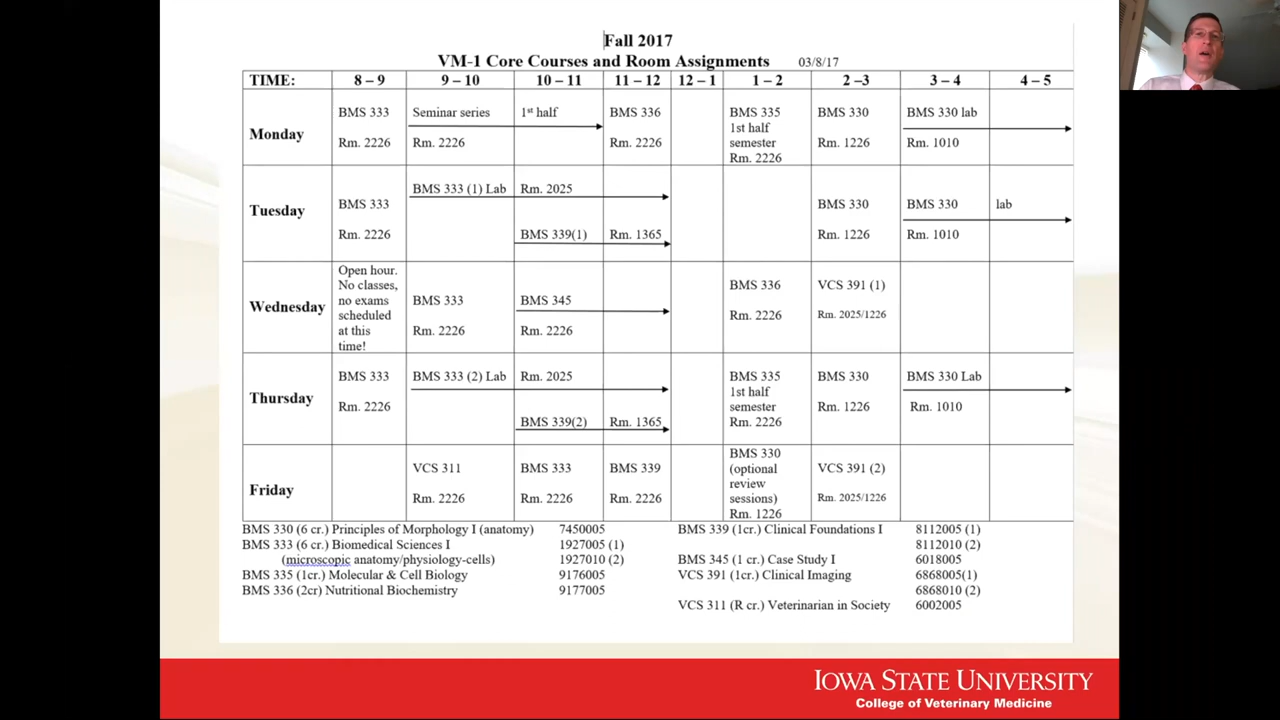 Fall 2017
VM-1 Core Courses and Room Assignments 03/8/17
TIME: 8 – 9 9 – 10 10 – 11 11 – 12 12 – 1 1 – 2 2 –3 3 – 4 4 – 5
Monday
BMS 333
Rm. 2226
Seminar series
Rm. 2226
1st half
BMS 336
Rm. 2226
BMS 335
1st half
semester
Rm. 2226
BMS 330
Rm. 1226
BMS 330 lab
Rm. 1010
Tuesday
BMS 333
Rm. 2226
BMS 333 (1) Lab
Rm. 2025
BMS 339(1)
Rm. 1365
BMS 330
Rm. 1226
BMS 330
Rm. 1010
lab
Wednesday
Open hour.
No classes,
no exams
scheduled
at this
time!
BMS 333
Rm. 2226
BMS 345
Rm. 2226
BMS 336
Rm. 2226
VCS 391 (1)
Rm. 2025/1226
Thursday
BMS 333
Rm. 2226
BMS 333 (2) Lab
Rm. 2025
BMS 339(2)
Rm. 1365
BMS 335
1st half
semester
Rm. 2226
BMS 330
Rm. 1226
BMS 330 Lab
Rm. 1010
Friday
VCS 311
Rm. 2226
BMS 333
Rm. 2226
BMS 339
Rm. 2226
BMS 330
(optional
review
sessions)
Rm. 1226
VCS 391 (2)
Rm. 2025/1226
BMS 330 (6 cr.) Principles of Morphology I (anatomy) 7450005
BMS 333 (6 cr.) Biomedical Sciences I 1927005 (1)
(microscopic anatomy/physiology-cells) 1927010 (2)
BMS 335 (1cr.) Molecular & Cell Biology 9176005
BMS 336 (2cr) Nutritional Biochemistry 9177005
BMS 339 (1cr.) Clinical Foundations I 8112005 (1)
8112010 (2)
BMS 345 (1 cr.) Case Study I 6018005
VCS 391 (1cr.) Clinical Imaging 6868005(1)
6868010 (2)
VCS 311 (R cr.) Veterinarian in Society 6002005
IOWA STATE UNIVERSITY
College of Veterinary Medicine